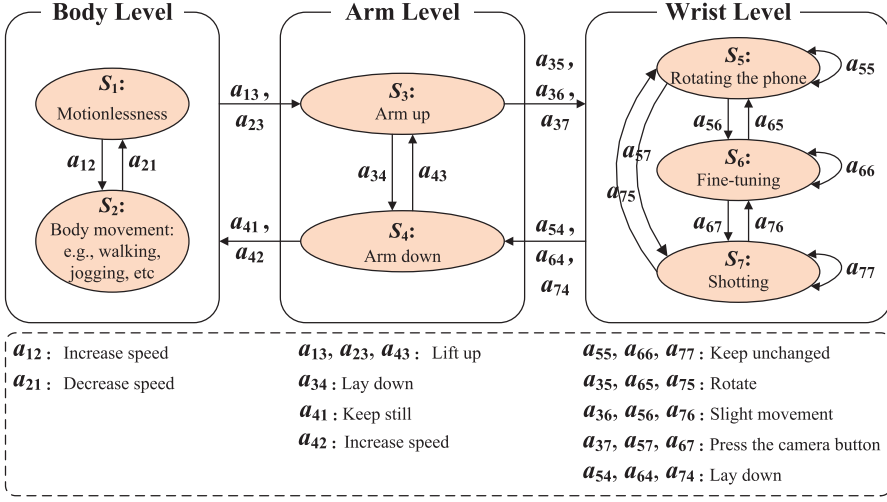 Body Level
Arm Level
Wrist Level
S1:
Motionlessness
a12
a21
S2:
Body movement:
e.g., walking,
jogging, etc
a13 ,
a23
a41 ,
a42
S3:
Arm up
a34
a43
S4:
Arm down
a35,
a36 ,
a37
a54 ,
a64 ,
a74
S5:
Rotating the phone
a55
a56
a65
a57
a75
S6:
Fine-tuning
a66
a67
a76
S7:
Shotting
a77
a12 : Increase speed
a21 : Decrease speed
a13, a23, a43 : Lift up
a34 : Lay down
a41 : Keep still
a42 : Increase speed
a55, a66, a77 : Keep unchanged
a35, a65, a75 : Rotate
a36, a56, a76 : Slight movement
a37, a57, a67 : Press the camera button
a54, a64, a74 : Lay down